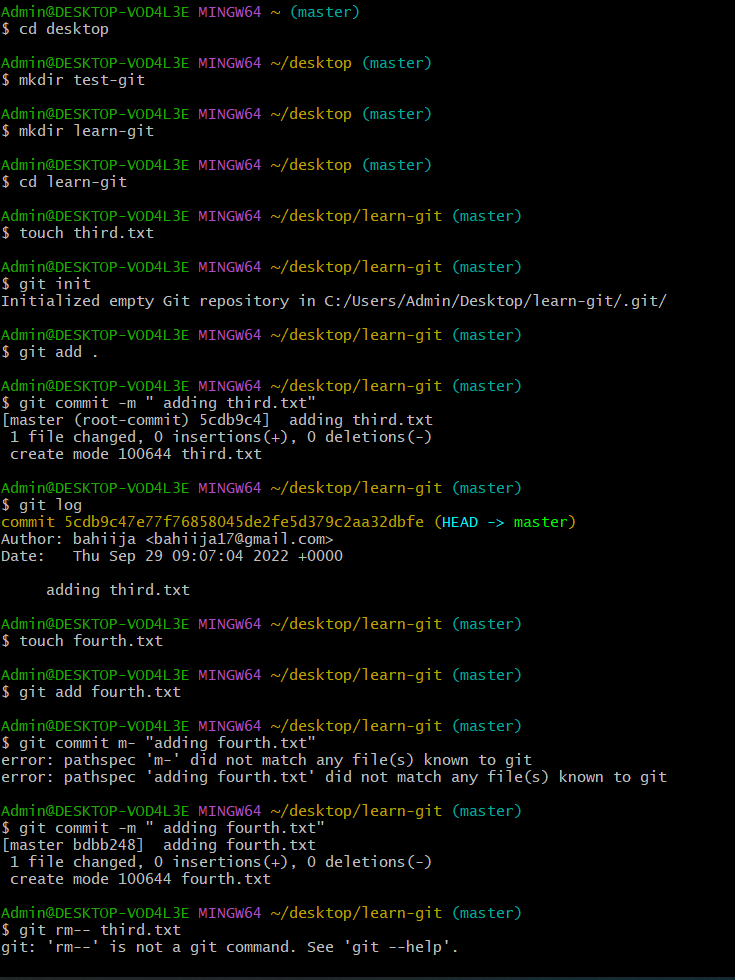 Admin@DESKTOP-VOD4L3E MINGW64 ~ (master)
$ cd desktop
Admin@DESKTOP-VOD4L3E MINGW64 ~/desktop (master)
$ mkdir test-git
Admin@DESKTOP-VOD4L3E MINGW64 ~/desktop (master)
$ mkdir learn-git
Admin@DESKTOP-VOD4L3E MINGW64 ~/desktop (master)
$ cd learn-git
Admin@DESKTOP-VOD4L3E MINGW64 ~/desktop/learn-git (master)
$ touch third.txt
Admin@DESKTOP-VOD4L3E MINGW64 ~/desktop/learn-git (master)
$ git init
Initialized empty Git repository in C:/Users/Admin/Desktop/learn-git/.git/
Admin@DESKTOP-VOD4L3E MINGW64 ~/desktop/learn-git (master)
$ git add .
Admin@DESKTOP-VOD4L3E MINGW64 ~/desktop/learn-git (master)
$ git commit -m " adding third.txt"
[master (root-commit) 5cdb9c4]  adding third.txt
 1 file changed, 0 insertions(+), 0 deletions(-)
 create mode 100644 third.txt
Admin@DESKTOP-VOD4L3E MINGW64 ~/desktop/learn-git (master)
$ git log
commit 5cdb9c47e77f76858045de2fe5d379c2aa32dbfe (HEAD -> master)
Author: bahiija <bahiija17@gmail.com>
Date:   Thu Sep 29 09:07:04 2022 +0000
     adding third.txt
Admin@DESKTOP-VOD4L3E MINGW64 ~/desktop/learn-git (master)
$ touch fourth.txt
Admin@DESKTOP-VOD4L3E MINGW64 ~/desktop/learn-git (master)
$ git add fourth.txt
Admin@DESKTOP-VOD4L3E MINGW64 ~/desktop/learn-git (master)
$ git commit m- "adding fourth.txt"
error: pathspec 'm-' did not match any file(s) known to git
error: pathspec 'adding fourth.txt' did not match any file(s) known to git
Admin@DESKTOP-VOD4L3E MINGW64 ~/desktop/learn-git (master)
$ git commit -m " adding fourth.txt"
[master bdbb248]  adding fourth.txt
 1 file changed, 0 insertions(+), 0 deletions(-)
 create mode 100644 fourth.txt
Admin@DESKTOP-VOD4L3E MINGW64 ~/desktop/learn-git (master)
$ git rm-- third.txt
git: 'rm--' is not a git command. See 'git --help'.